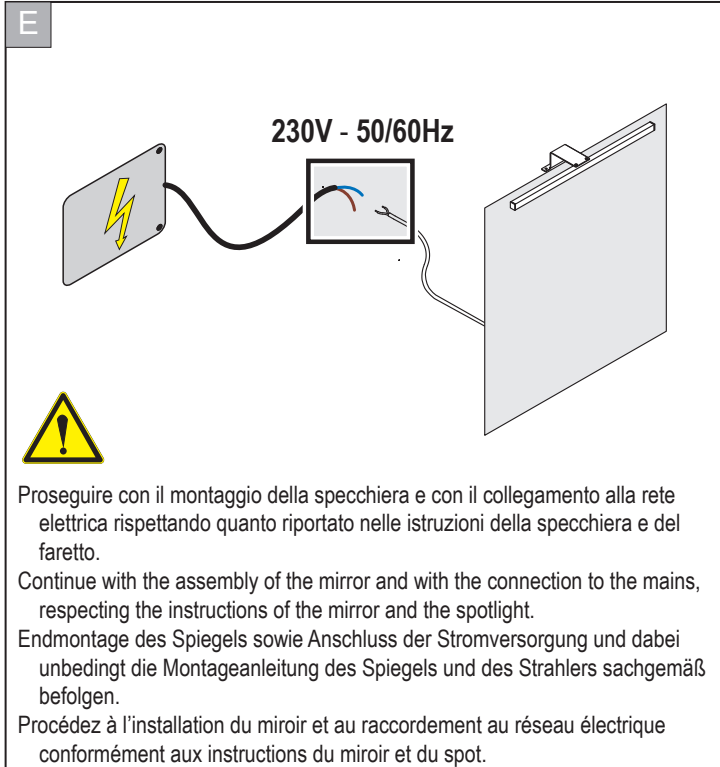 E
230V - 50/60Hz
Proseguire con il montaggio della specchiera e con il collegamento alla rete
elettrica rispettando quanto riportato nelle istruzioni della specchiera e del
faretto.
Continue with the assembly of the mirror and with the connection to the mains,
respecting the instructions of the mirror and the spotlight.
Endmontage des Spiegels sowie Anschluss der Stromversorgung und dabei
unbedingt die Montageanleitung des Spiegels und des Strahlers sachgemäß
befolgen.
Procédez à l’installation du miroir et au raccordement au réseau électrique
conformément aux instructions du miroir et du spot.